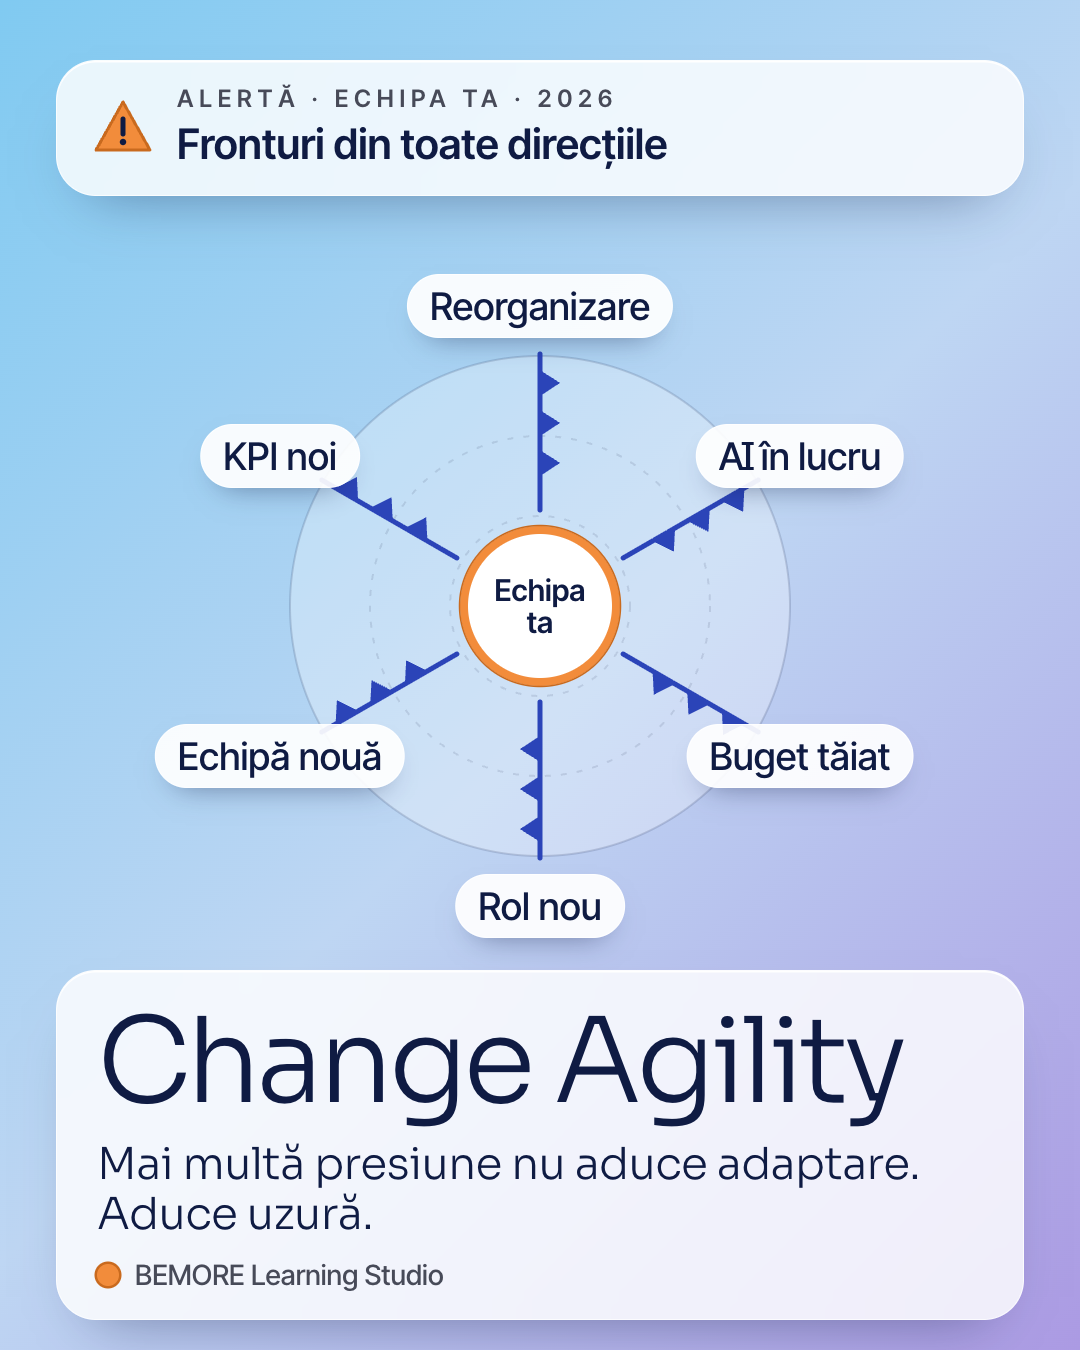 ALERTĂ · ECHIPA TA · 2026
Fronturi din toate direcțiile
Reorganizare
KPI noi
AI în lucru
Echipa
ta
Echipă nouă
Buget tăiat
Rol nou
Change Agility
Mai multă presiune nu aduce adaptare.
Aduce uzură.
BEMORE Learning Studio